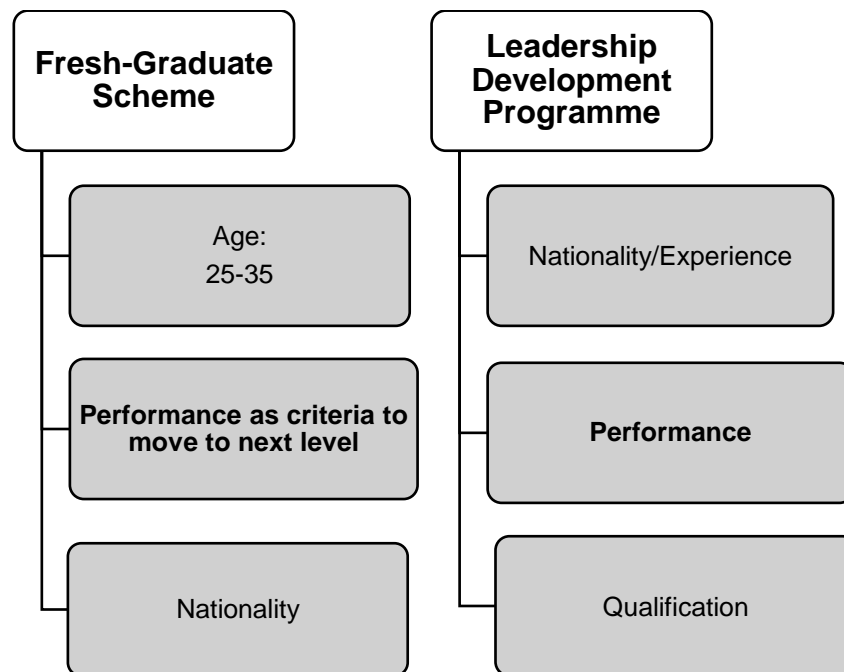 Fresh-Graduate
Scheme
Age:
25-35
Performance as criteria to
move to next level
Nationality
Leadership
Development
Programme
Nationality/Experience
Performance
Qualification